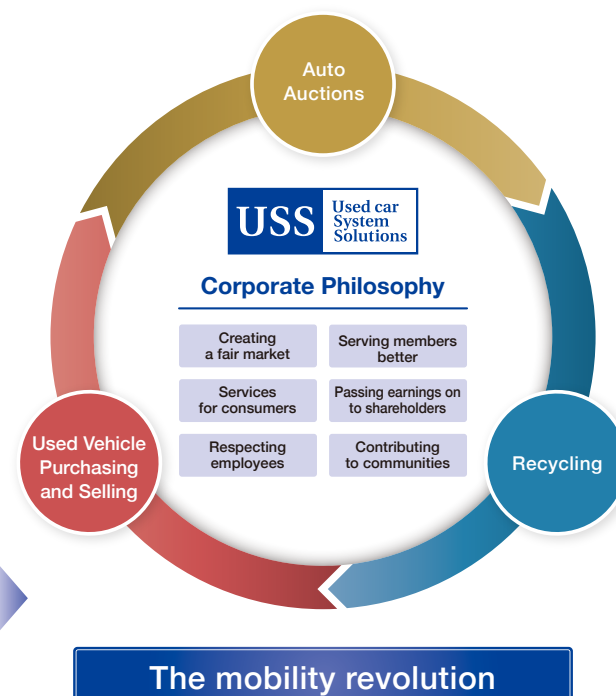 Auto
Auctions
USS
Used car
System
Solutions
Corporate Philosophy
Creating
a fair market
Serving members
better
Services
for consumers
Passing earnings on
to shareholders
Respecting
employees
Contributing
to communities
Used Vehicle
Purchasing
and Selling
Recycling
The mobility revolution